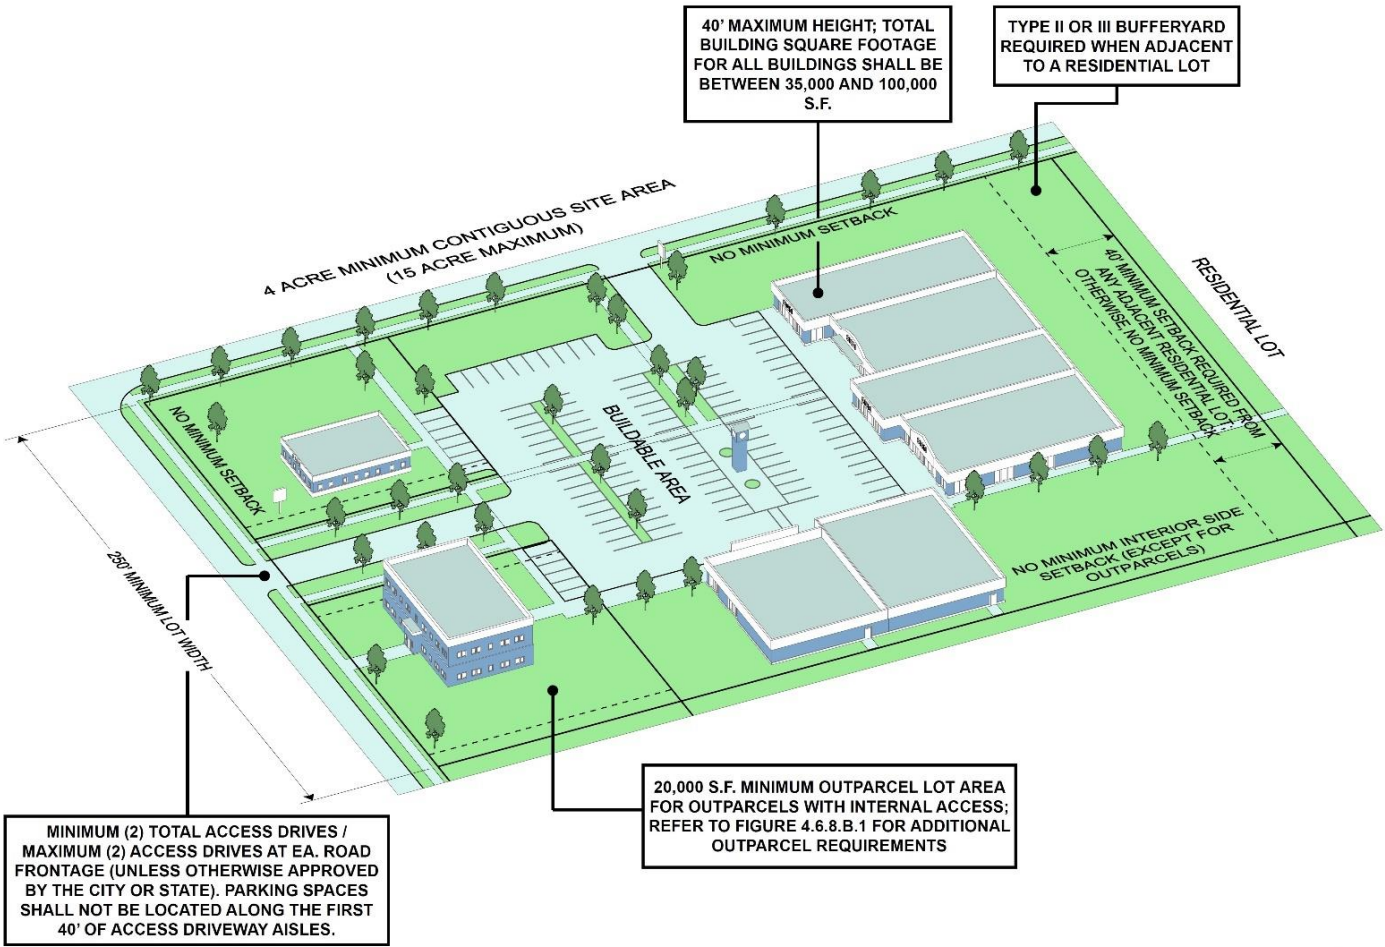 40’ MAXIMUM HEIGHT; TOTAL
BUILDING SQUARE FOOTAGE
FOR ALL BUILDINGS SHALL BE
BETWEEN 35,000 AND 100,000
S.F.
TYPE II OR III BUFFERYARD
REQUIRED WHEN ADJACENT
TO A RESIDENTIAL LOT
4 ACRE MINIMUM CONTIGUOUS SITE AREA
(15 ACRE MAXIMUM)
NO MINIMUM SETBACK
RESIDENTIAL LOT
40’ MINIMUM SETBACK REQUIRED FROM
ANY ADJACENT RESIDENTIAL LOT
OTHERWISE, NO MINIMUM SETBACK
NO MINIMUM SETBACK
BUILDABLE AREA
NO MINIMUM INTERIOR SIDE
SETBACK (EXCEPT FOR
OUTPARCELS)
250’ MINIMUM LOT WIDTH
20,000 S.F. MINIMUM OUTPARCEL LOT AREA
FOR OUTPARCELS WITH INTERNAL ACCESS;
REFER TO FIGURE 4.6.8.B.1 FOR ADDITIONAL
OUTPARCEL REQUIREMENTS
MINIMUM (2) TOTAL ACCESS DRIVES /
MAXIMUM (2) ACCESS DRIVES AT EA. ROAD
FRONTAGE (UNLESS OTHERWISE APPROVED
BY THE CITY OR STATE). PARKING SPACES
SHALL NOT BE LOCATED ALONG THE FIRST
40’ OF ACCESS DRIVEWAY AISLES.